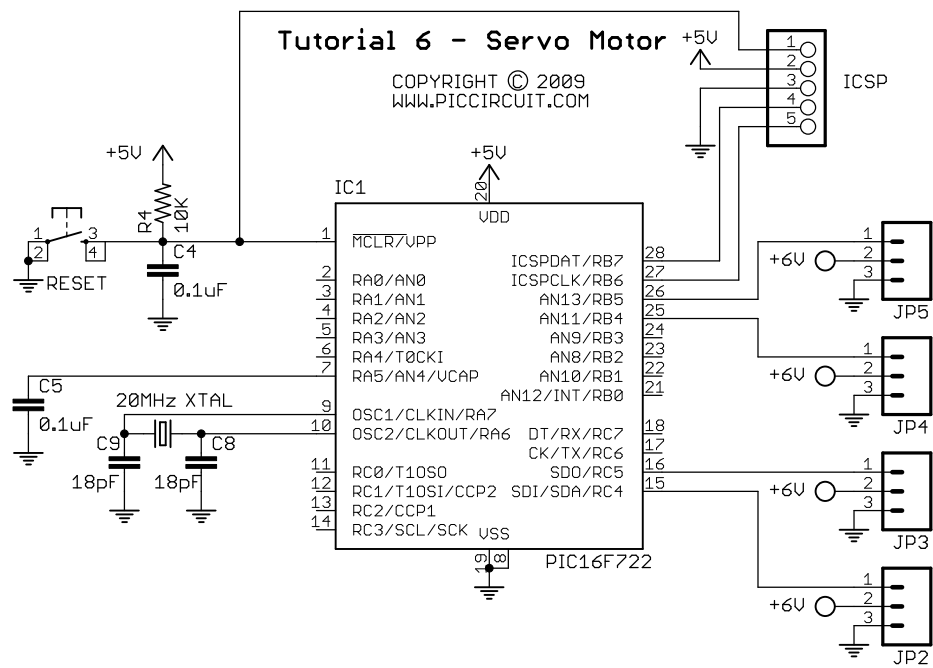 Tutorial 6 - Servo Motor
COPYRIGHT © 2009
WWW.PICCIRCUIT.COM
+5V
1
2
3
4
5
ICSP
+5V
R4
10K
1
2
3
4
RESET
C4
0.1uF
C5
0.1uF
20MHz XTAL
C9
18pF
C8
18pF
+5V
20
IC1
VDD
1 MCLR/VPP
2 RA0/AN0
3 RA1/AN1
4 RA2/AN2
5 RA3/AN3
6 RA4/T0CKI
7 RA5/AN4/VCAP
9 OSC1/CLKIN/RA7
10 OSC2/CLKOUT/RA6
11 RC0/T1OSO
12 RC1/T1OSI/CCP2
13 RC2/CCP1
14 RC3/SCL/SCK
ICSPDAT/RB7 28
ICSPCLK/RB6 27
AN13/RB5 26
AN11/RB4 25
AN9/RB3 24
AN8/RB2 23
AN10/RB1 22
AN12/INT/RB0 21
DT/RX/RC7 18
CK/TX/RC6 17
SDO/RC5 16
SDI/SDA/RC4 15
VSS
19
8
PIC16F722
1
+6V 2
3
JP5
1
+6V 2
3
JP4
1
+6V 2
3
JP3
1
+6V 2
3
JP2